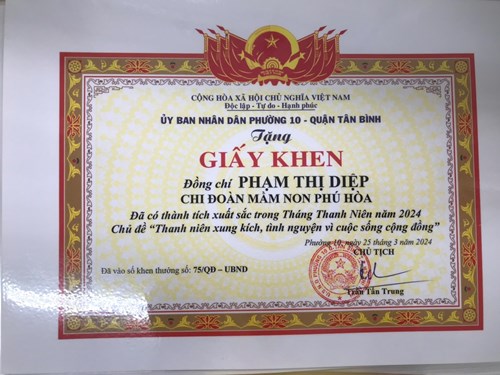 CỘNG HÒA XÃ HỘI CHỦ NGHĨA VIỆT NAM
Độc lập - Tự do - Hạnh phúc
ỦY BAN NHÂN DÂN PHƯỜNG 10 - QUẬN TÂN BÌNH
Tặng
GIẤY KHEN
Đồng chí PHẠM THỊ DIỆP
CHI ĐOÀN MẦM NON PHÚ HÒA
Đã có thành tích xuất sắc trong Tháng Thanh Niên năm 2024
Chủ đề "Thanh niên xung kích, tình nguyện vì cuộc sống cộng đồng"
Phường 10, ngày 25 tháng 3 năm 2024
CHỦ TỊCH
Đã vào sổ khen thưởng số: 75/QĐ – UBND
Trần Tấn Trung